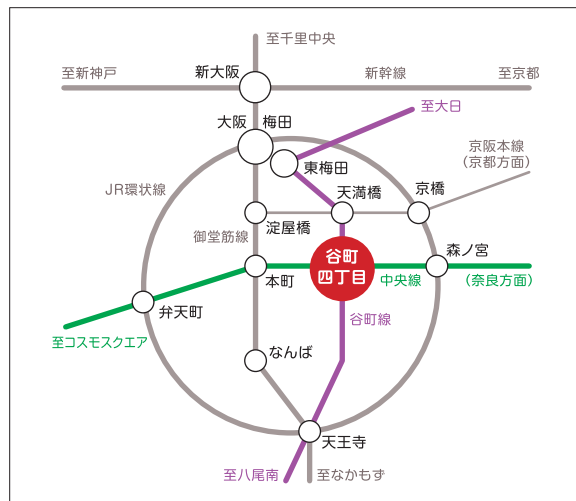 至千里中央
至新神戸
新大阪
新幹線
至京都
大阪
梅田
至大日
東梅田
京阪本線
(京都方面)
JR環状線
天満橋
京橋
淀屋橋
御堂筋線
森ノ宮
谷町
四丁目
本町
中央線
(奈良方面)
弁天町
谷町線
至コスモスクエア
なんば
天王寺
至八尾南
至なかもず